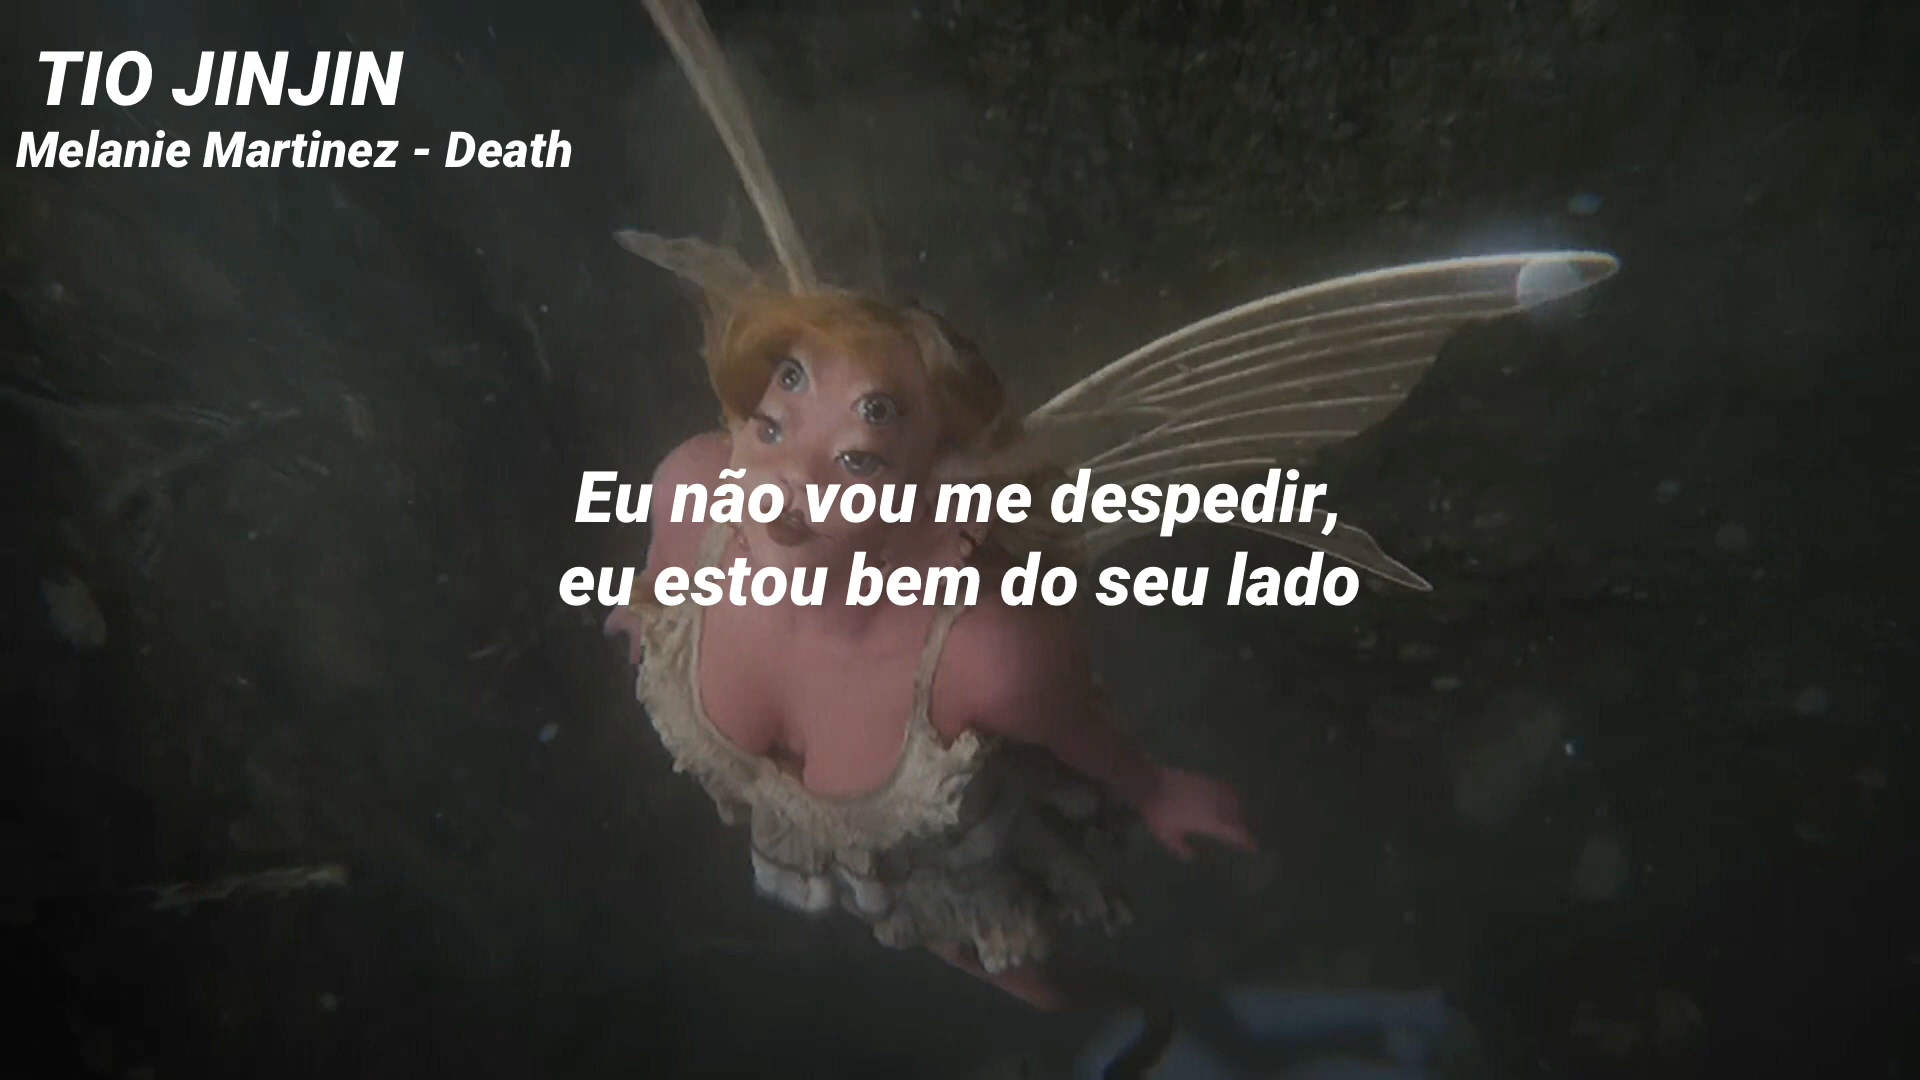 TIO JINJIN
Melanie Martinez - Death
Eu não vou me despedir,
eu estou bem do seu lado